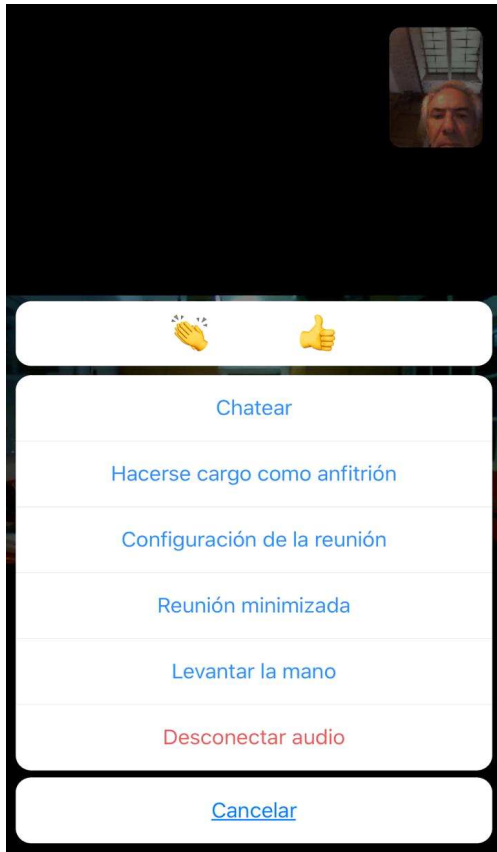 Chatear
Hacerse cargo como anfitrión
Configuración de la reunión
Reunión minimizada
Levantar la mano
Desconectar audio
Cancelar